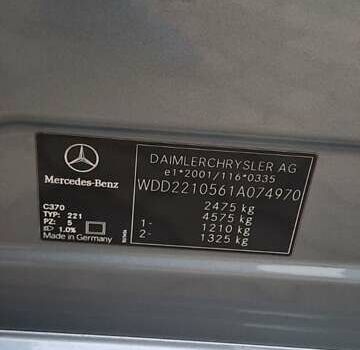 Mercedes-Benz
C370
TYP: 221
PZ: 5
1.0%
Made in Germany
DAIMLERCHRYSLER AG
e1*2001/116*0335
WDD2210561A074970
2475 kg
4575 kg
1- 1210 kg
2- 1325 kg